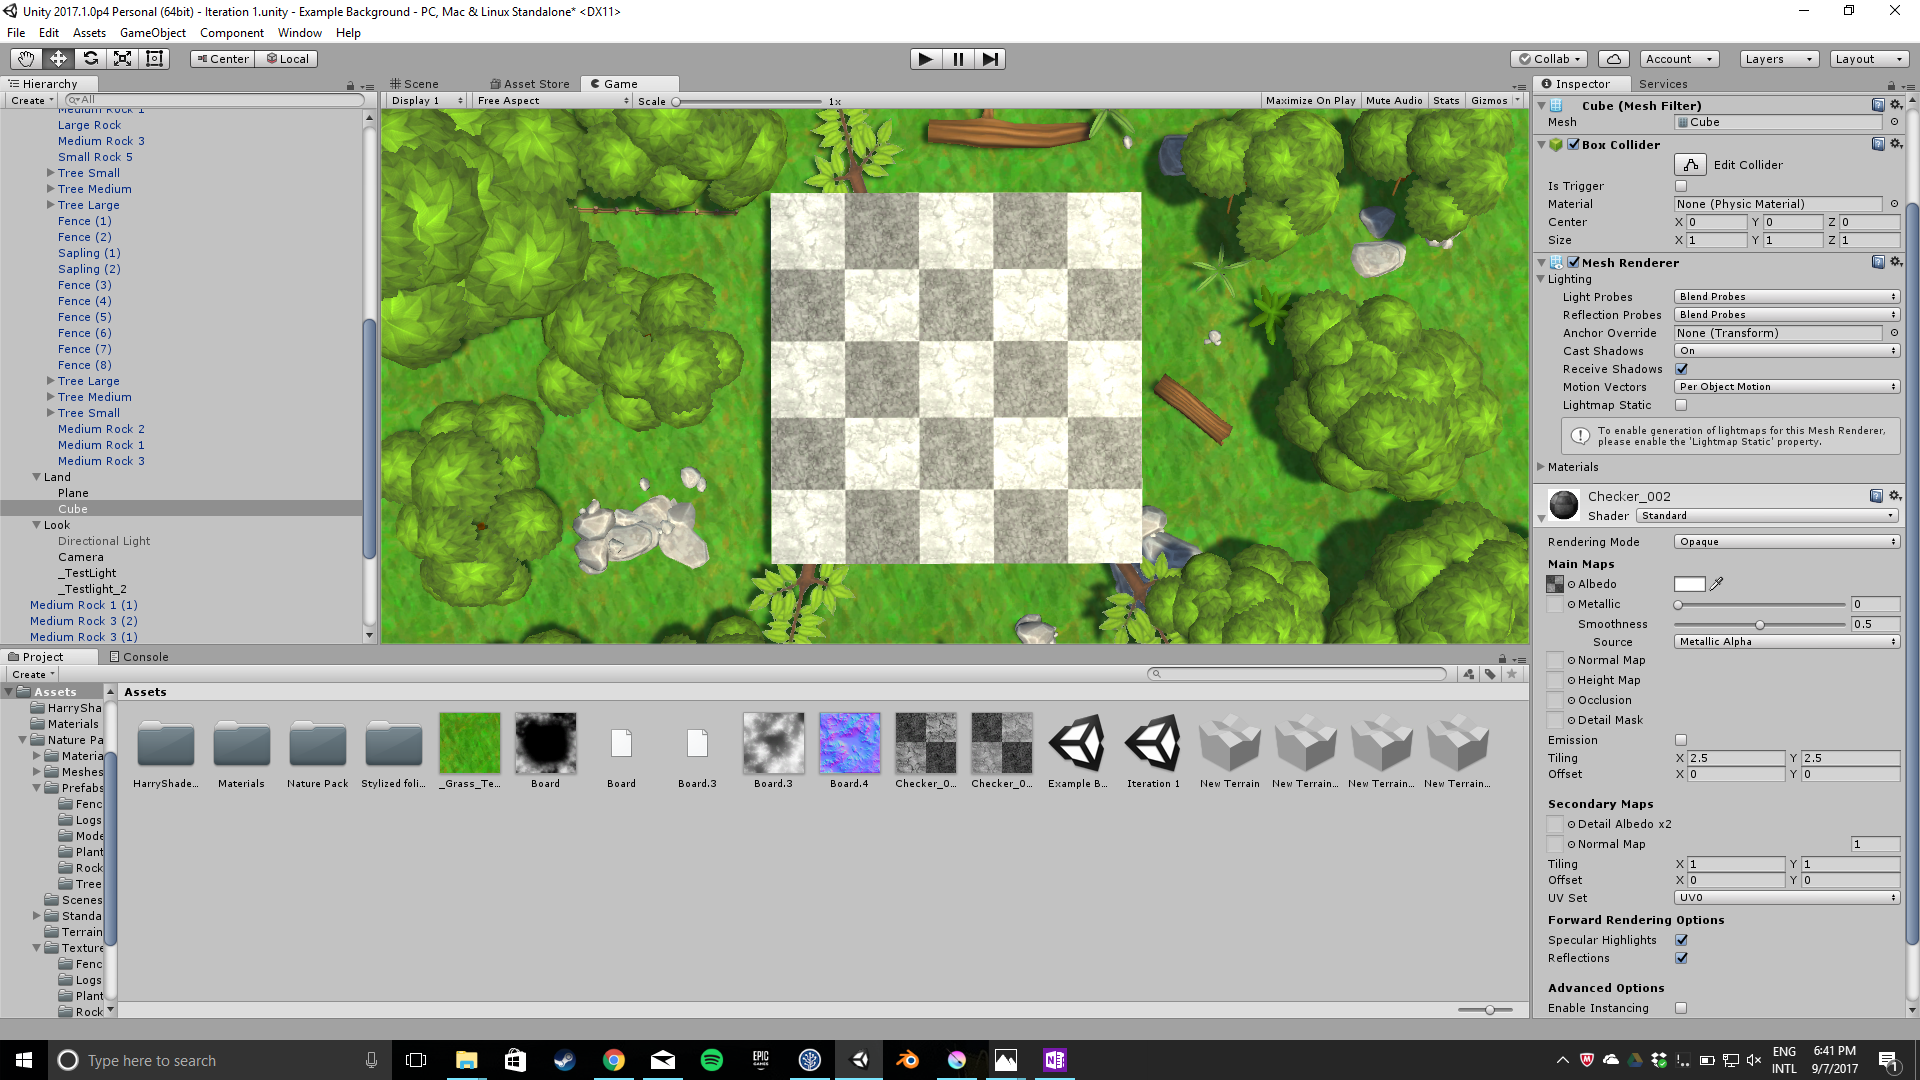 Unity 2017.1.0p4 Personal (64bit) - Iteration 1.unity - Example Background - PC, Mac & Linux Standalone* <DX11>
File Edit Assets GameObject Component Window Help
Center Local
Collab Account Layers Layout
Hierarchy
Create All
Medium Rock 1
Large Rock
Medium Rock 3
Small Rock 5
Tree Small
Tree Medium
Tree Large
Fence (1)
Fence (2)
Sapling (1)
Sapling (2)
Fence (3)
Fence (4)
Fence (5)
Fence (6)
Fence (7)
Fence (8)
Tree Large
Tree Medium
Tree Small
Medium Rock 2
Medium Rock 1
Medium Rock 3
Land
Plane
Cube
Look
Directional Light
Camera
_TestLight
_Testlight_2
Medium Rock 1 (1)
Medium Rock 3 (2)
Medium Rock 3 (1)
Scene Asset Store Game
Display 1 Free Aspect Scale 1x Maximize On Play Mute Audio Stats Gizmos
Inspector Services
Cube (Mesh Filter)
Mesh Cube
Box Collider
Edit Collider
Is Trigger
Material None (Physic Material)
Center X 0 Y 0 Z 0
Size X 1 Y 1 Z 1
Mesh Renderer
Lighting
Light Probes Blend Probes
Reflection Probes Blend Probes
Anchor Override None (Transform)
Cast Shadows On
Receive Shadows
Motion Vectors Per Object Motion
Lightmap Static
To enable generation of lightmaps for this Mesh Renderer,
please enable the 'Lightmap Static' property.
Materials
Checker_002
Shader Standard
Rendering Mode Opaque
Main Maps
Albedo
Metallic 0
Smoothness 0.5
Source Metallic Alpha
Normal Map
Height Map
Occlusion
Detail Mask
Emission
Tiling X 2.5 Y 2.5
Offset X 0 Y 0
Secondary Maps
Detail Albedo x2
Normal Map 1
Tiling X 1 Y 1
Offset X 0 Y 0
UV Set UV0
Forward Rendering Options
Specular Highlights
Reflections
Advanced Options
Enable Instancing
Project Console
Create
Assets
HarrySha
Materials
Nature Pa
Materia
Meshes
Prefabs
Fenc
Logs
Mode
Plant
Rock
Tree
Scenes
Standa
Terrain
Texture
Fenc
Logs
Plant
Rock
Assets
HarryShade... Materials Nature Pack Stylized foli... _Grass_Te... Board Board Board.3 Board.3 Board.4 Checker_0... Checker_0... Example B... Iteration 1 New Terrain New Terrain... New Terrain... New Terrain...
Type here to search
EPIC
GAMES
ENG
INTL
6:41 PM
9/7/2017
1